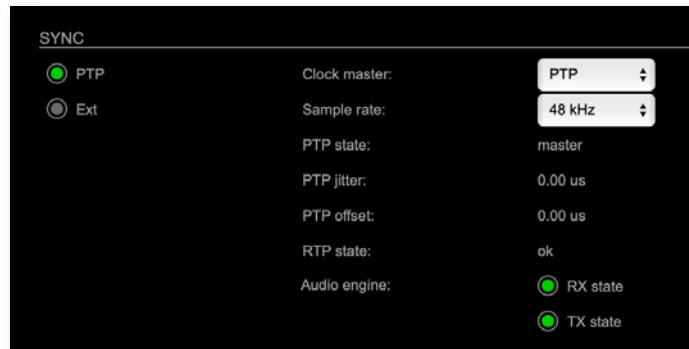 SYNC
PTP Clock master: PTP
Ext Sample rate: 48 kHz
PTP state: master
PTP jitter: 0.00 us
PTP offset: 0.00 us
RTP state: ok
Audio engine: RX state
TX state